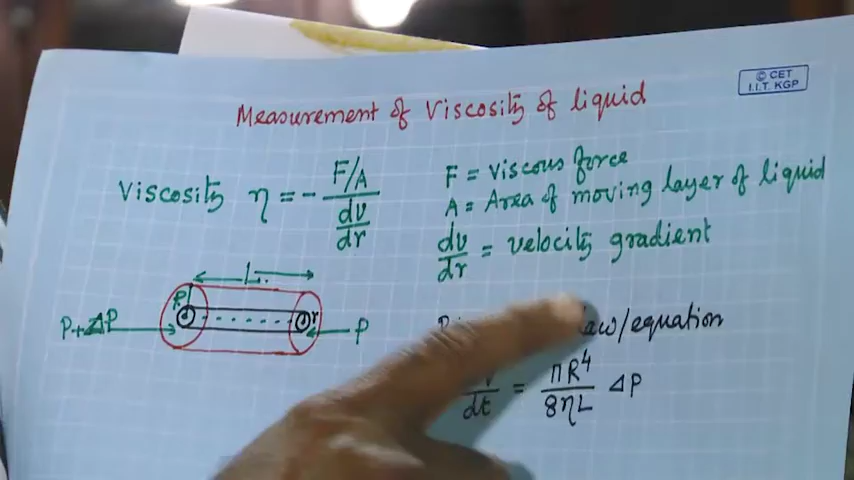 © CET
I.I.T. KGP
Measurement of Viscosity of liquid
Viscosity η = - F/A
dv
dr
F = Viscous force
A = Area of moving layer of liquid
dv
dr = velocity gradient
L
R
r
P+ΔP
P
/equation
dt = πR⁴
8ηL ΔP